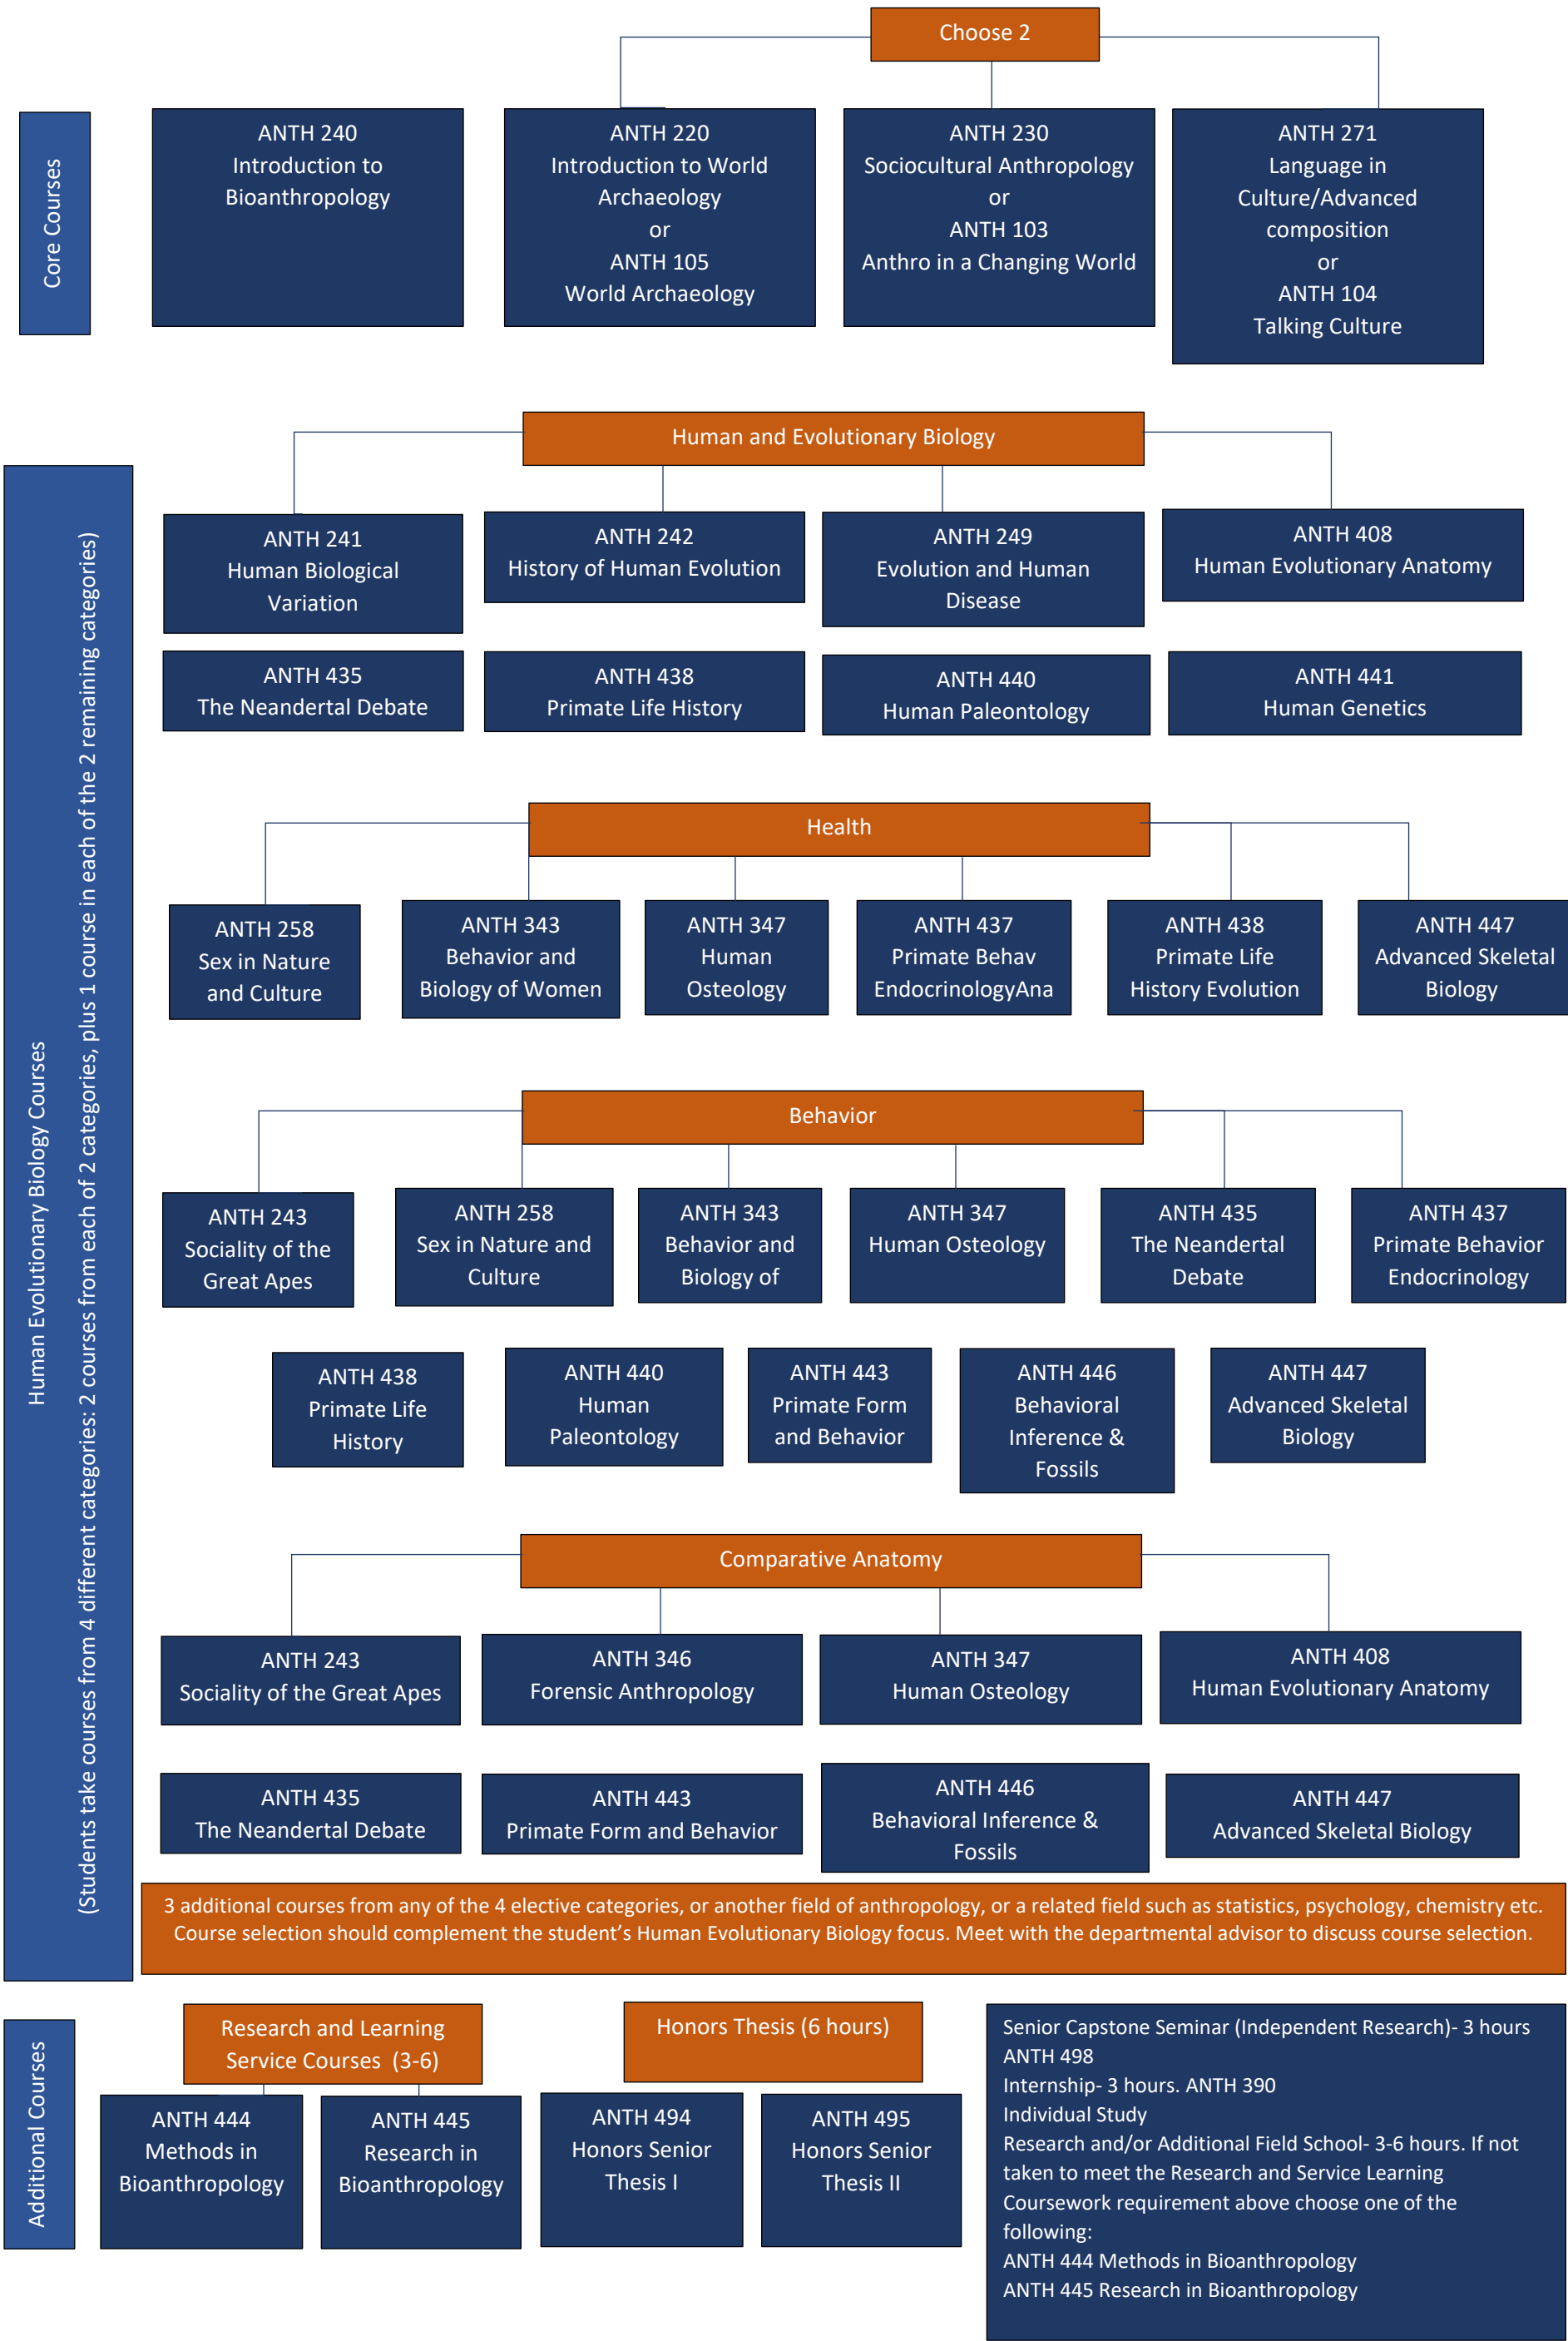 Choose 2
Core Courses
ANTH 240
Introduction to
Bioanthropology
ANTH 220
Introduction to World
Archaeology
or
ANTH 105
World Archaeology
ANTH 230
Sociocultural Anthropology
or
ANTH 103
Anthro in a Changing World
ANTH 271
Language in
Culture/Advanced
composition
or
ANTH 104
Talking Culture
Human Evolutionary Biology Courses
(Students take courses from 4 different categories: 2 courses from each of 2 categories, plus 1 course in each of the 2 remaining categories)
Human and Evolutionary Biology
ANTH 241
Human Biological
Variation
ANTH 242
History of Human Evolution
ANTH 249
Evolution and Human
Disease
ANTH 408
Human Evolutionary Anatomy
ANTH 435
The Neandertal Debate
ANTH 438
Primate Life History
ANTH 440
Human Paleontology
ANTH 441
Human Genetics
Health
ANTH 258
Sex in Nature
and Culture
ANTH 343
Behavior and
Biology of Women
ANTH 347
Human
Osteology
ANTH 437
Primate Behav
EndocrinologyAna
ANTH 438
Primate Life
History Evolution
ANTH 447
Advanced Skeletal
Biology
Behavior
ANTH 243
Sociality of the
Great Apes
ANTH 258
Sex in Nature and
Culture
ANTH 343
Behavior and
Biology of
ANTH 347
Human Osteology
ANTH 435
The Neandertal
Debate
ANTH 437
Primate Behavior
Endocrinology
ANTH 438
Primate Life
History
ANTH 440
Human
Paleontology
ANTH 443
Primate Form
and Behavior
ANTH 446
Behavioral
Inference &
Fossils
ANTH 447
Advanced Skeletal
Biology
Comparative Anatomy
ANTH 243
Sociality of the Great Apes
ANTH 346
Forensic Anthropology
ANTH 347
Human Osteology
ANTH 408
Human Evolutionary Anatomy
ANTH 435
The Neandertal Debate
ANTH 443
Primate Form and Behavior
ANTH 446
Behavioral Inference &
Fossils
ANTH 447
Advanced Skeletal Biology
3 additional courses from any of the 4 elective categories, or another field of anthropology, or a related field such as statistics, psychology, chemistry etc.
Course selection should complement the student’s Human Evolutionary Biology focus. Meet with the departmental advisor to discuss course selection.
Additional Courses
Research and Learning
Service Courses (3-6)
ANTH 444
Methods in
Bioanthropology
ANTH 445
Research in
Bioanthropology
Honors Thesis (6 hours)
ANTH 494
Honors Senior
Thesis I
ANTH 495
Honors Senior
Thesis II
Senior Capstone Seminar (Independent Research)- 3 hours
ANTH 498
Internship- 3 hours. ANTH 390
Individual Study
Research and/or Additional Field School- 3-6 hours. If not
taken to meet the Research and Service Learning
Coursework requirement above choose one of the
following:
ANTH 444 Methods in Bioanthropology
ANTH 445 Research in Bioanthropology